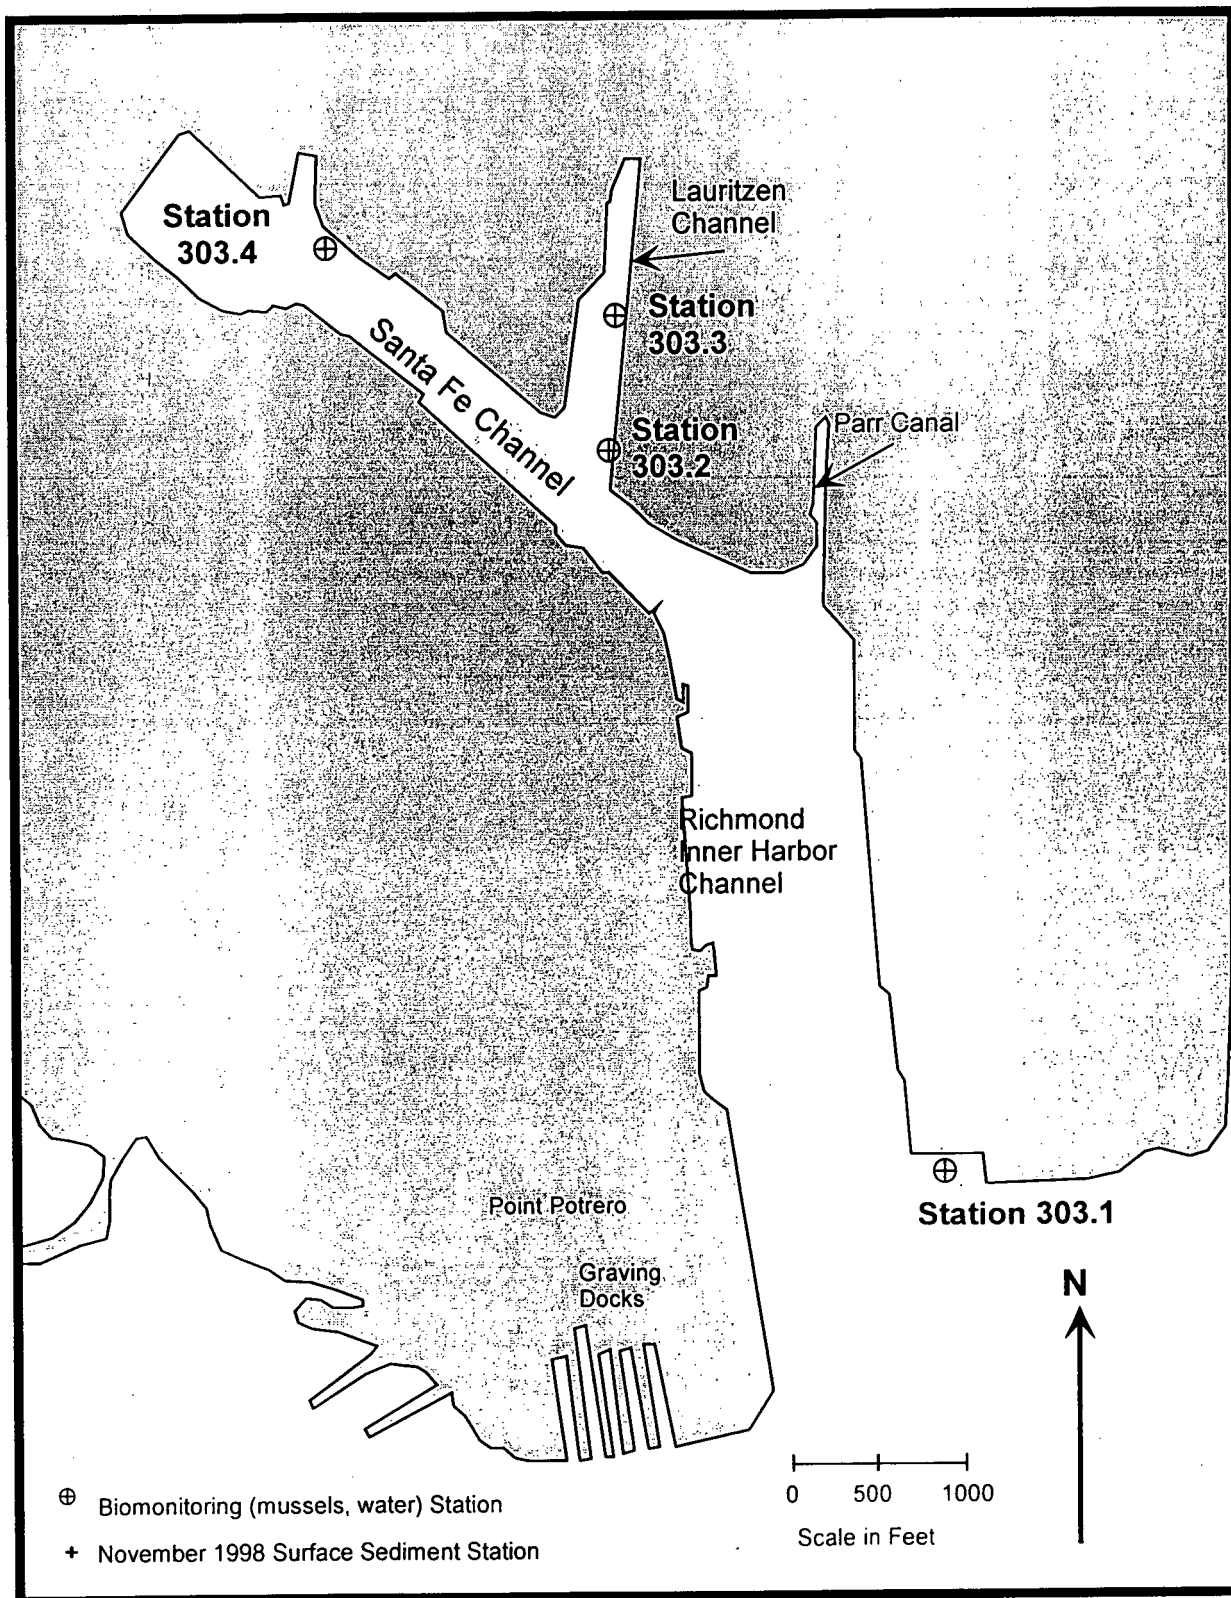 Lauritzen
Channel
Station
303.4
Station
303.3
Santa Fe Channel
Station
303.2
Parr Canal
Richmond
Inner Harbor
Channel
Point Potrero
Station 303.1
Graving
Docks
N
0 500 1000
Scale in Feet
⊕ Biomonitoring (mussels, water) Station
+ November 1998 Surface Sediment Station